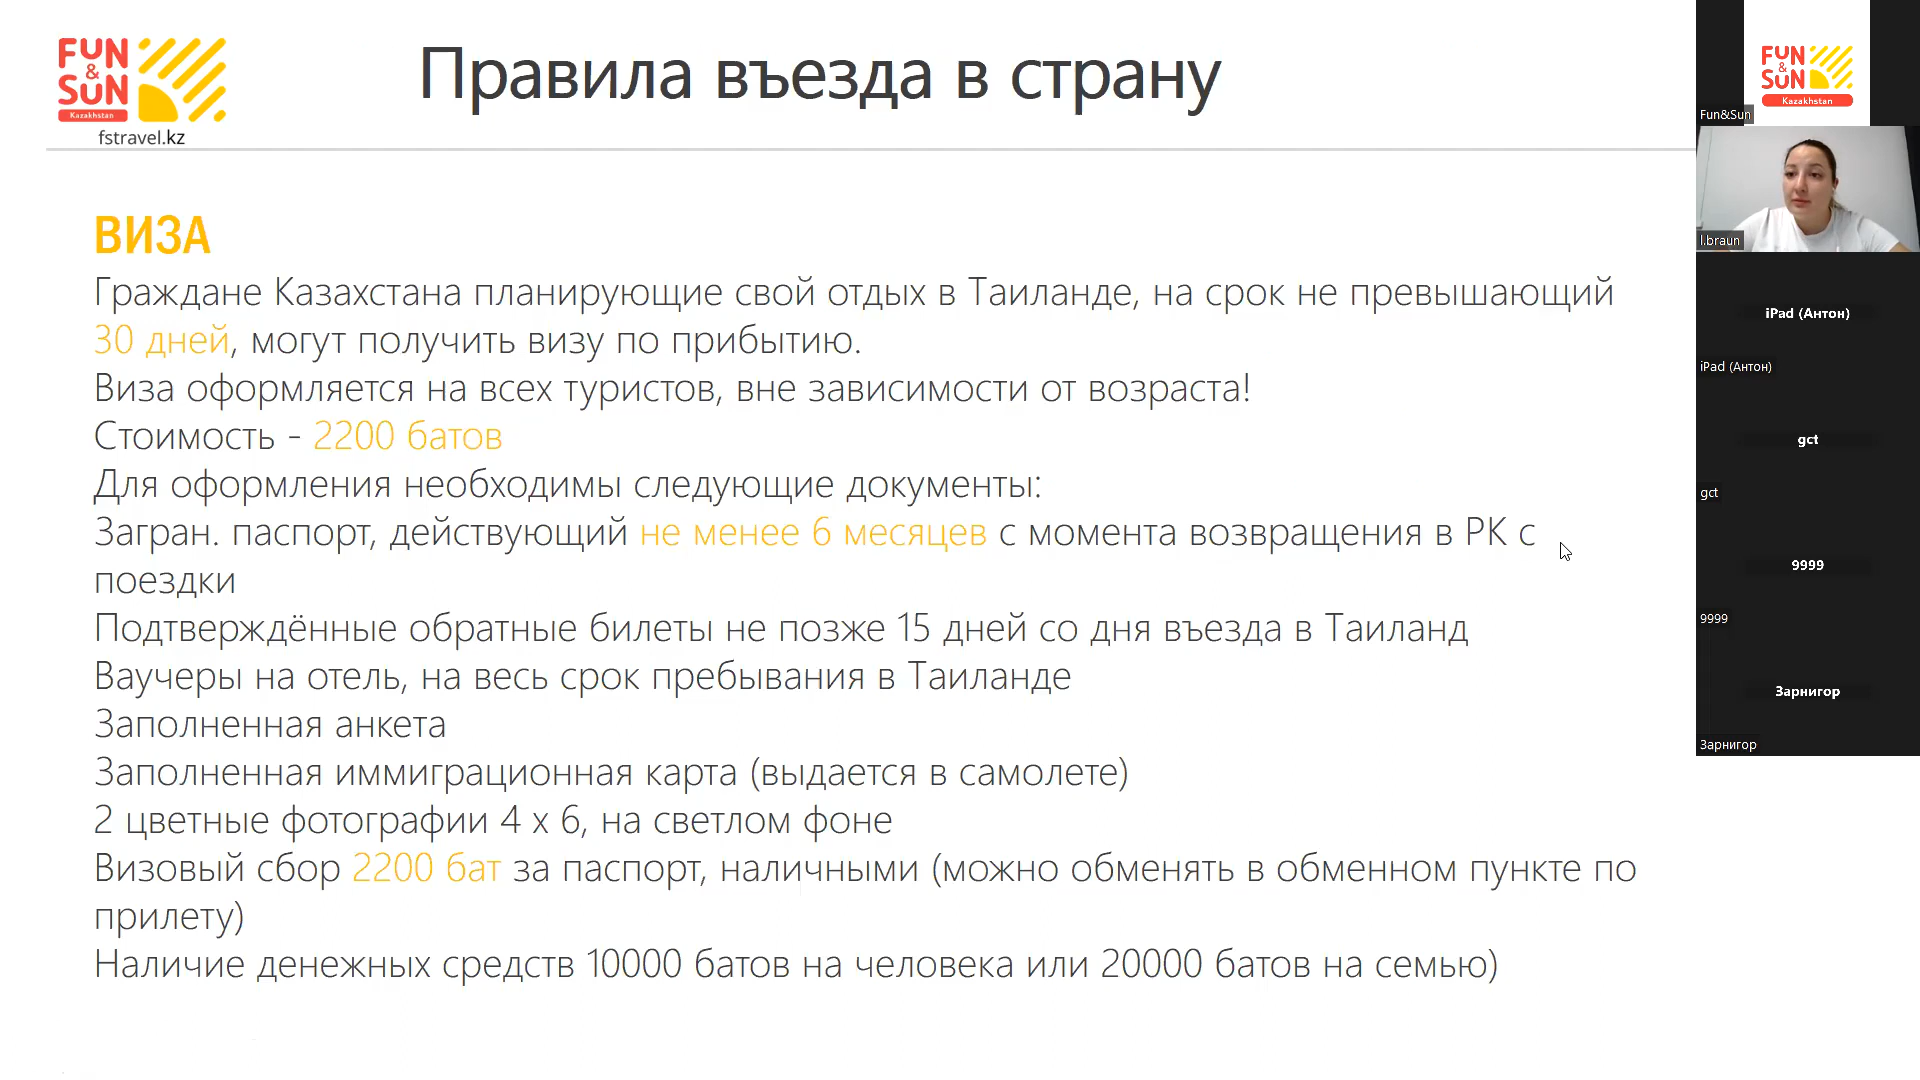 FUN
&
SUN
Kazakhstan
fstravel.kz
Правила въезда в страну
ВИЗА
Граждане Казахстана планирующие свой отдых в Таиланде, на срок не превышающий
30 дней, могут получить визу по прибытию.
Виза оформляется на всех туристов, вне зависимости от возраста!
Стоимость - 2200 батов
Для оформления необходимы следующие документы:
Загран. паспорт, действующий не менее 6 месяцев с момента возвращения в РК с
поездки
Подтверждённые обратные билеты не позже 15 дней со дня въезда в Таиланд
Ваучеры на отель, на весь срок пребывания в Таиланде
Заполненная анкета
Заполненная иммиграционная карта (выдается в самолете)
2 цветные фотографии 4 х 6, на светлом фоне
Визовый сбор 2200 бат за паспорт, наличными (можно обменять в обменном пункте по
прилету)
Наличие денежных средств 10000 батов на человека или 20000 батов на семью)
FUN
&
SUN
Kazakhstan
Fun&Sun
l.braun
iPad (Антон)
iPad (Антон)
gct
gct
9999
9999
Зарнигор
Зарнигор